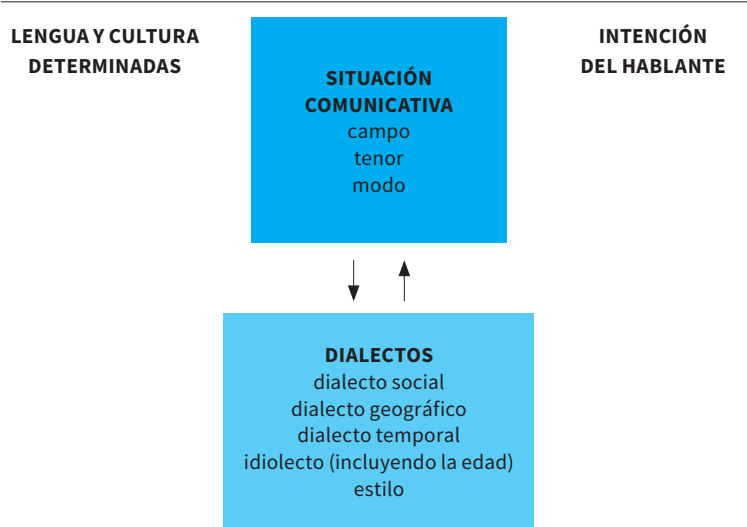 LENGUA Y CULTURA
DETERMINADAS
SITUACIÓN
COMUNICATIVA
campo
tenor
modo
INTENCIÓN
DEL HABLANTE
DIALECTOS
dialecto social
dialecto geográfico
dialecto temporal
idiolecto (incluyendo la edad)
estilo